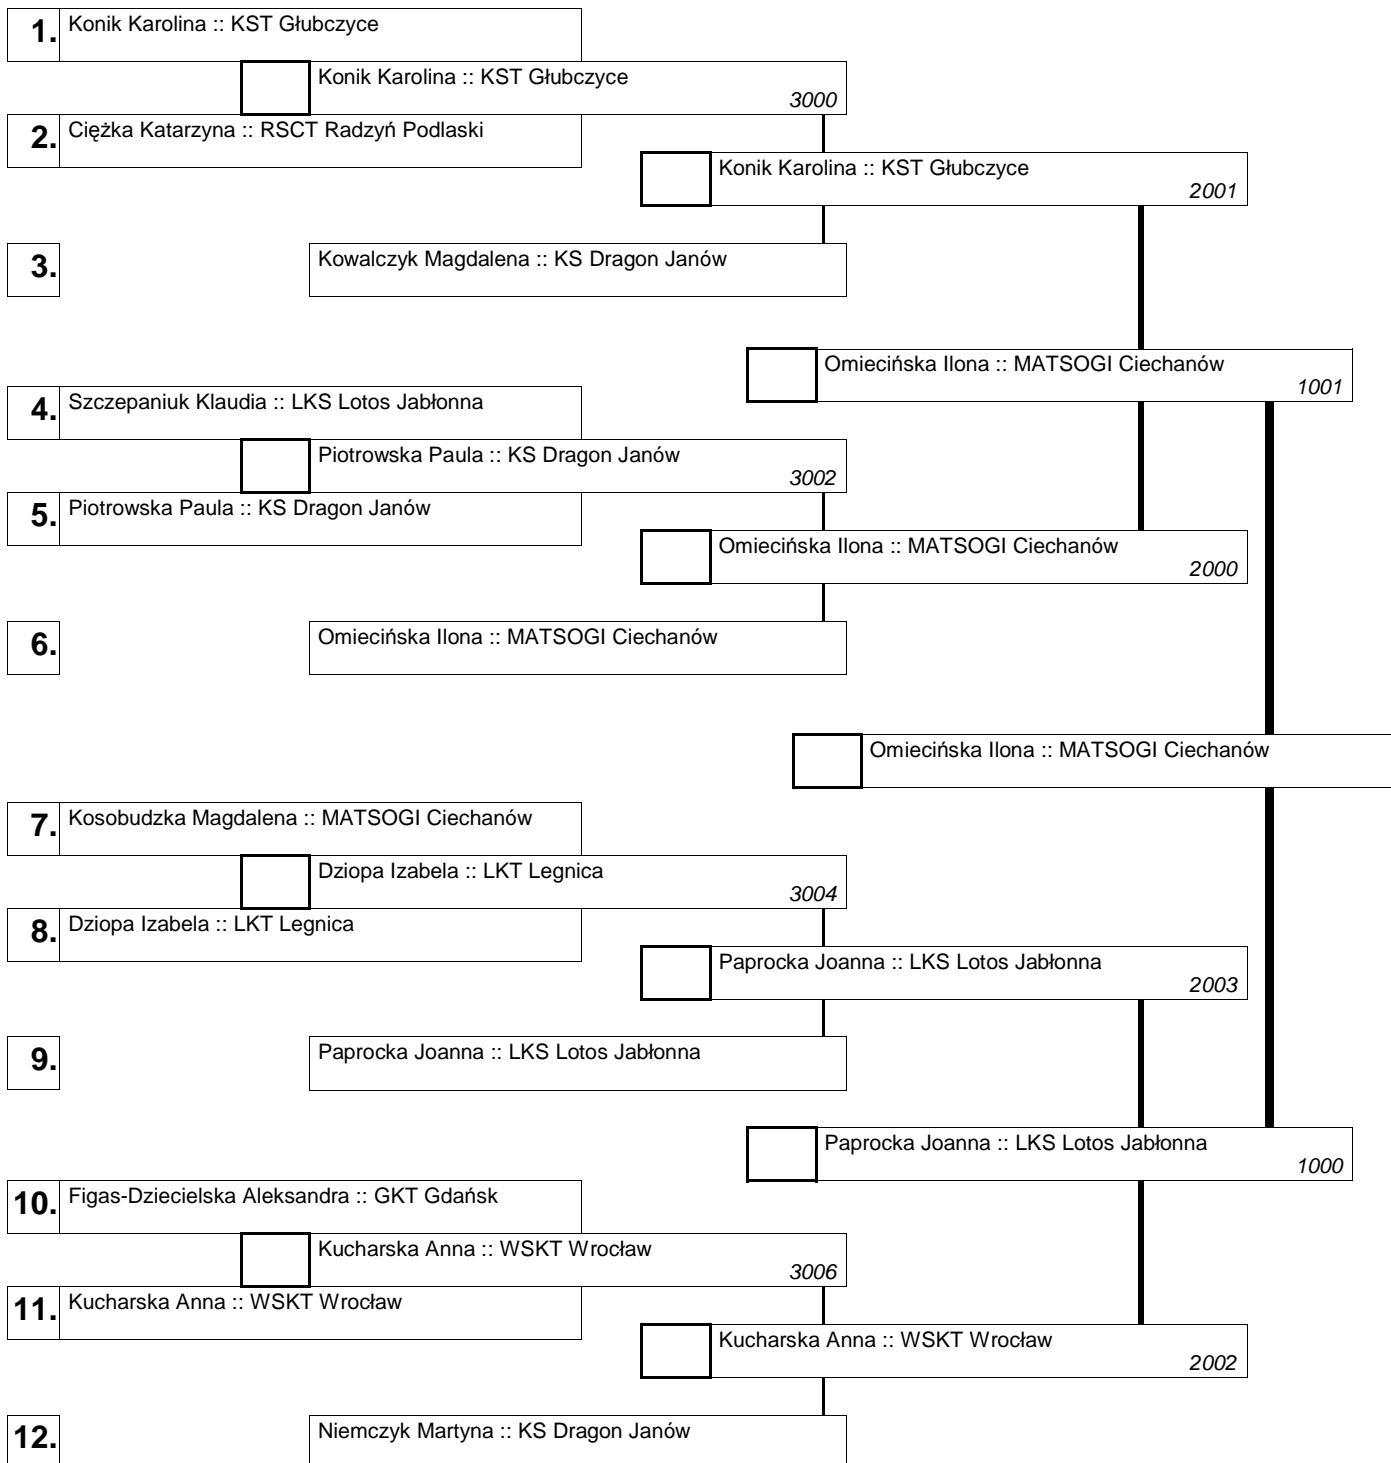 1. Konik Karolina :: KST Głubczyce
Konik Karolina :: KST Głubczyce
3000
2. Ciężka Katarzyna :: RSCT Radzyń Podlaski
Konik Karolina :: KST Głubczyce
2001
3. Kowalczyk Magdalena :: KS Dragon Janów
Omiecińska Ilona :: MATSOGI Ciechanów
1001
4. Szczepaniuk Klaudia :: LKS Lotos Jabłonna
Piotrowska Paula :: KS Dragon Janów
3002
5. Piotrowska Paula :: KS Dragon Janów
Omiecińska Ilona :: MATSOGI Ciechanów
2000
6. Omiecińska Ilona :: MATSOGI Ciechanów
Omiecińska Ilona :: MATSOGI Ciechanów
7. Kosobudzka Magdalena :: MATSOGI Ciechanów
Dziopa Izabela :: LKT Legnica
3004
8. Dziopa Izabela :: LKT Legnica
Paprocka Joanna :: LKS Lotos Jabłonna
2003
9. Paprocka Joanna :: LKS Lotos Jabłonna
Paprocka Joanna :: LKS Lotos Jabłonna
1000
10. Figas-Dziecielska Aleksandra :: GKT Gdańsk
Kucharska Anna :: WSKT Wrocław
3006
11. Kucharska Anna :: WSKT Wrocław
Kucharska Anna :: WSKT Wrocław
2002
12. Niemczyk Martyna :: KS Dragon Janów